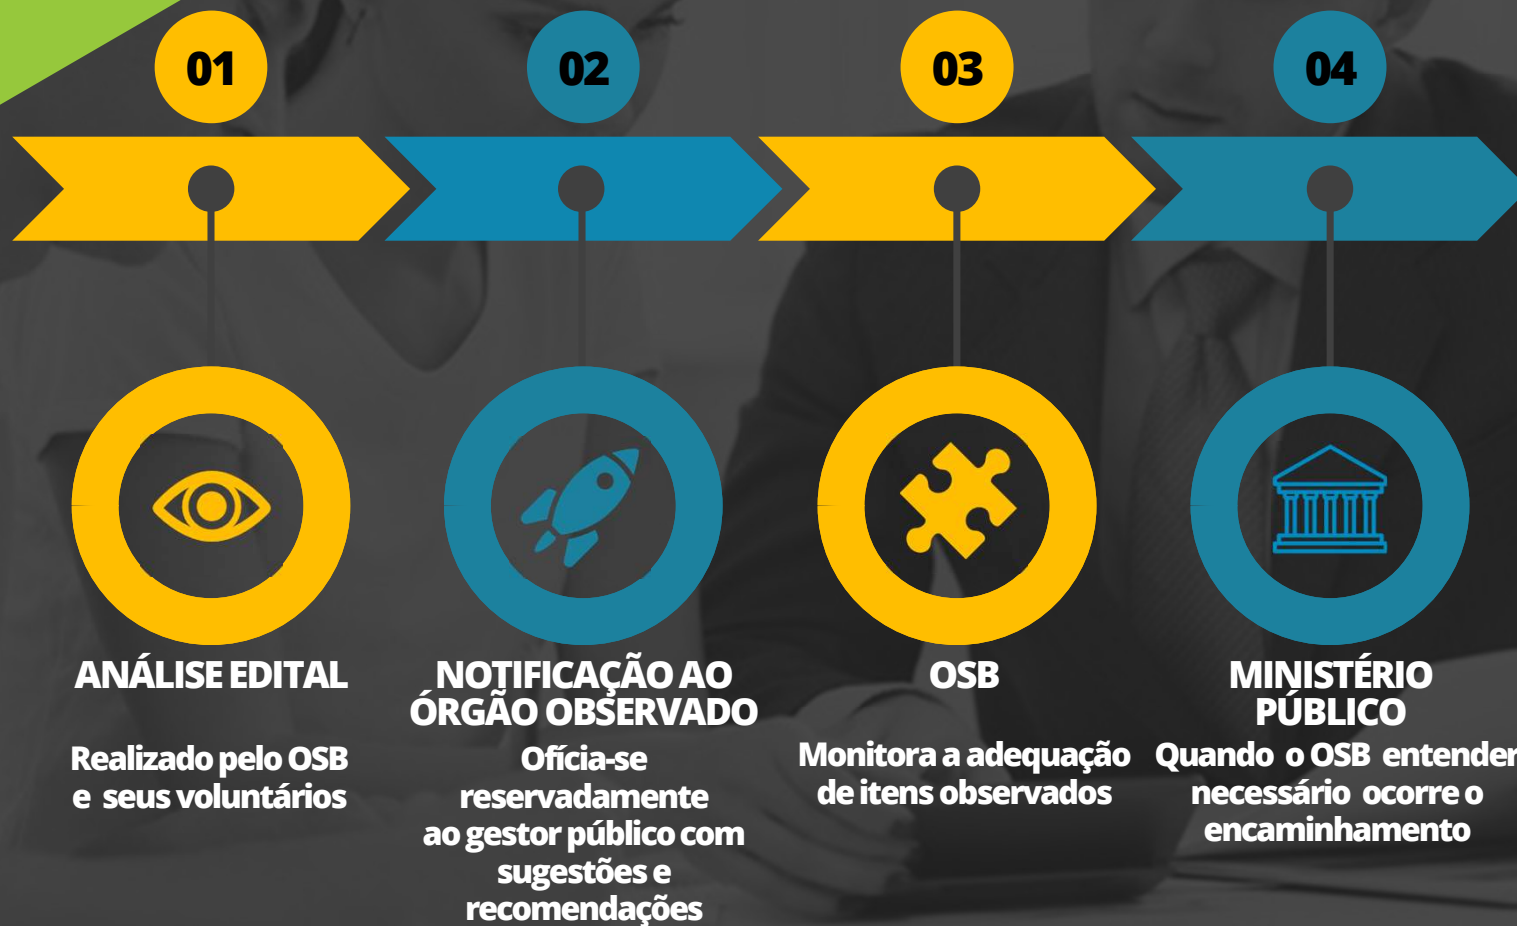 01
02
03
04
ANÁLISE EDITAL
Realizado pelo OSB
e seus voluntários
NOTIFICAÇÃO AO
ÓRGÃO OBSERVADO
Ofícia-se
reservadamente
ao gestor público com
sugestões e
recomendações
OSB
Monitora a adequação
de itens observados
MINISTÉRIO
PÚBLICO
Quando o OSB entender
necessário ocorre o
encaminhamento